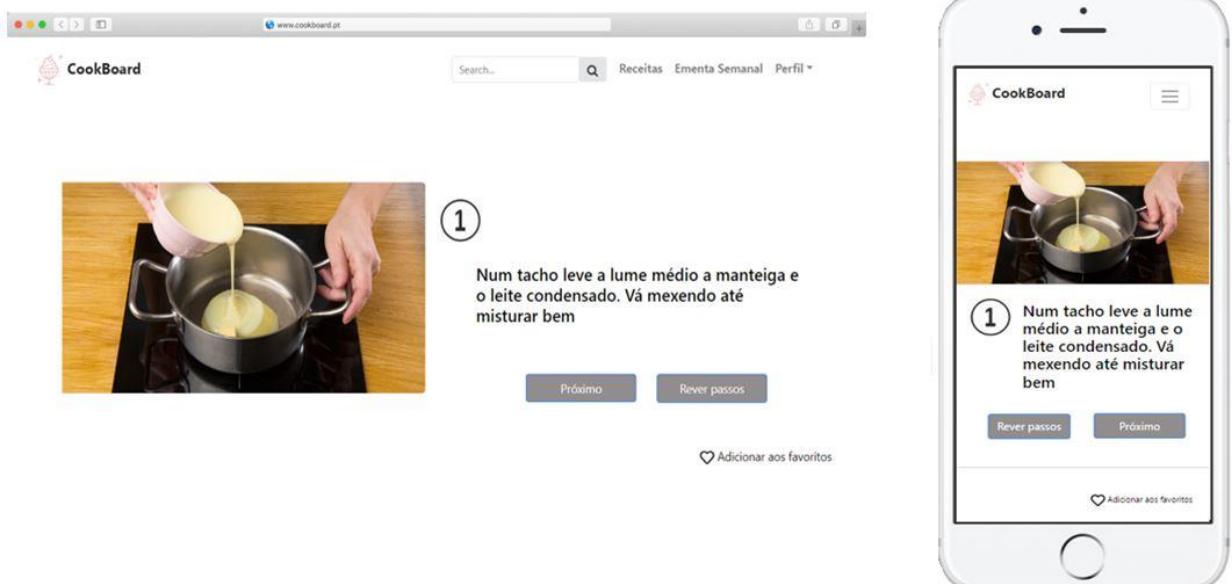 www.cookboard.pt
CookBoard
Search...
Receitas
Ementa Semanal
Perfil
1
Num tacho leve a lume médio a manteiga e
o leite condensado. Vá mexendo até
misturar bem
Próximo
Rever passos
Adicionar aos favoritos
CookBoard
1
Num tacho leve a lume
médio a manteiga e o
leite condensado. Vá
mexendo até misturar
bem
Rever passos
Próximo
Adicionar aos favoritos